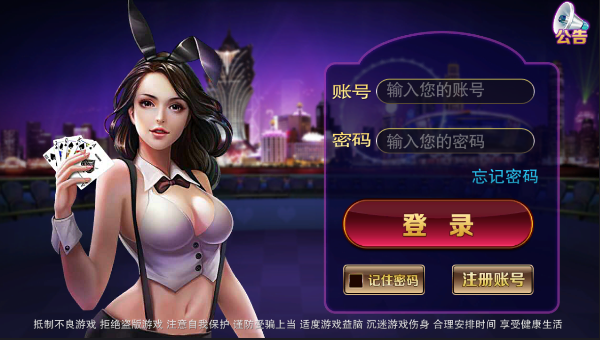 公告
账号 输入您的账号
密码 输入您的密码
忘记密码
登 录
记住密码 注册账号
抵制不良游戏 拒绝盗版游戏 注意自我保护 谨防受骗上当 适度游戏益脑 沉迷游戏伤身 合理安排时间 享受健康生活